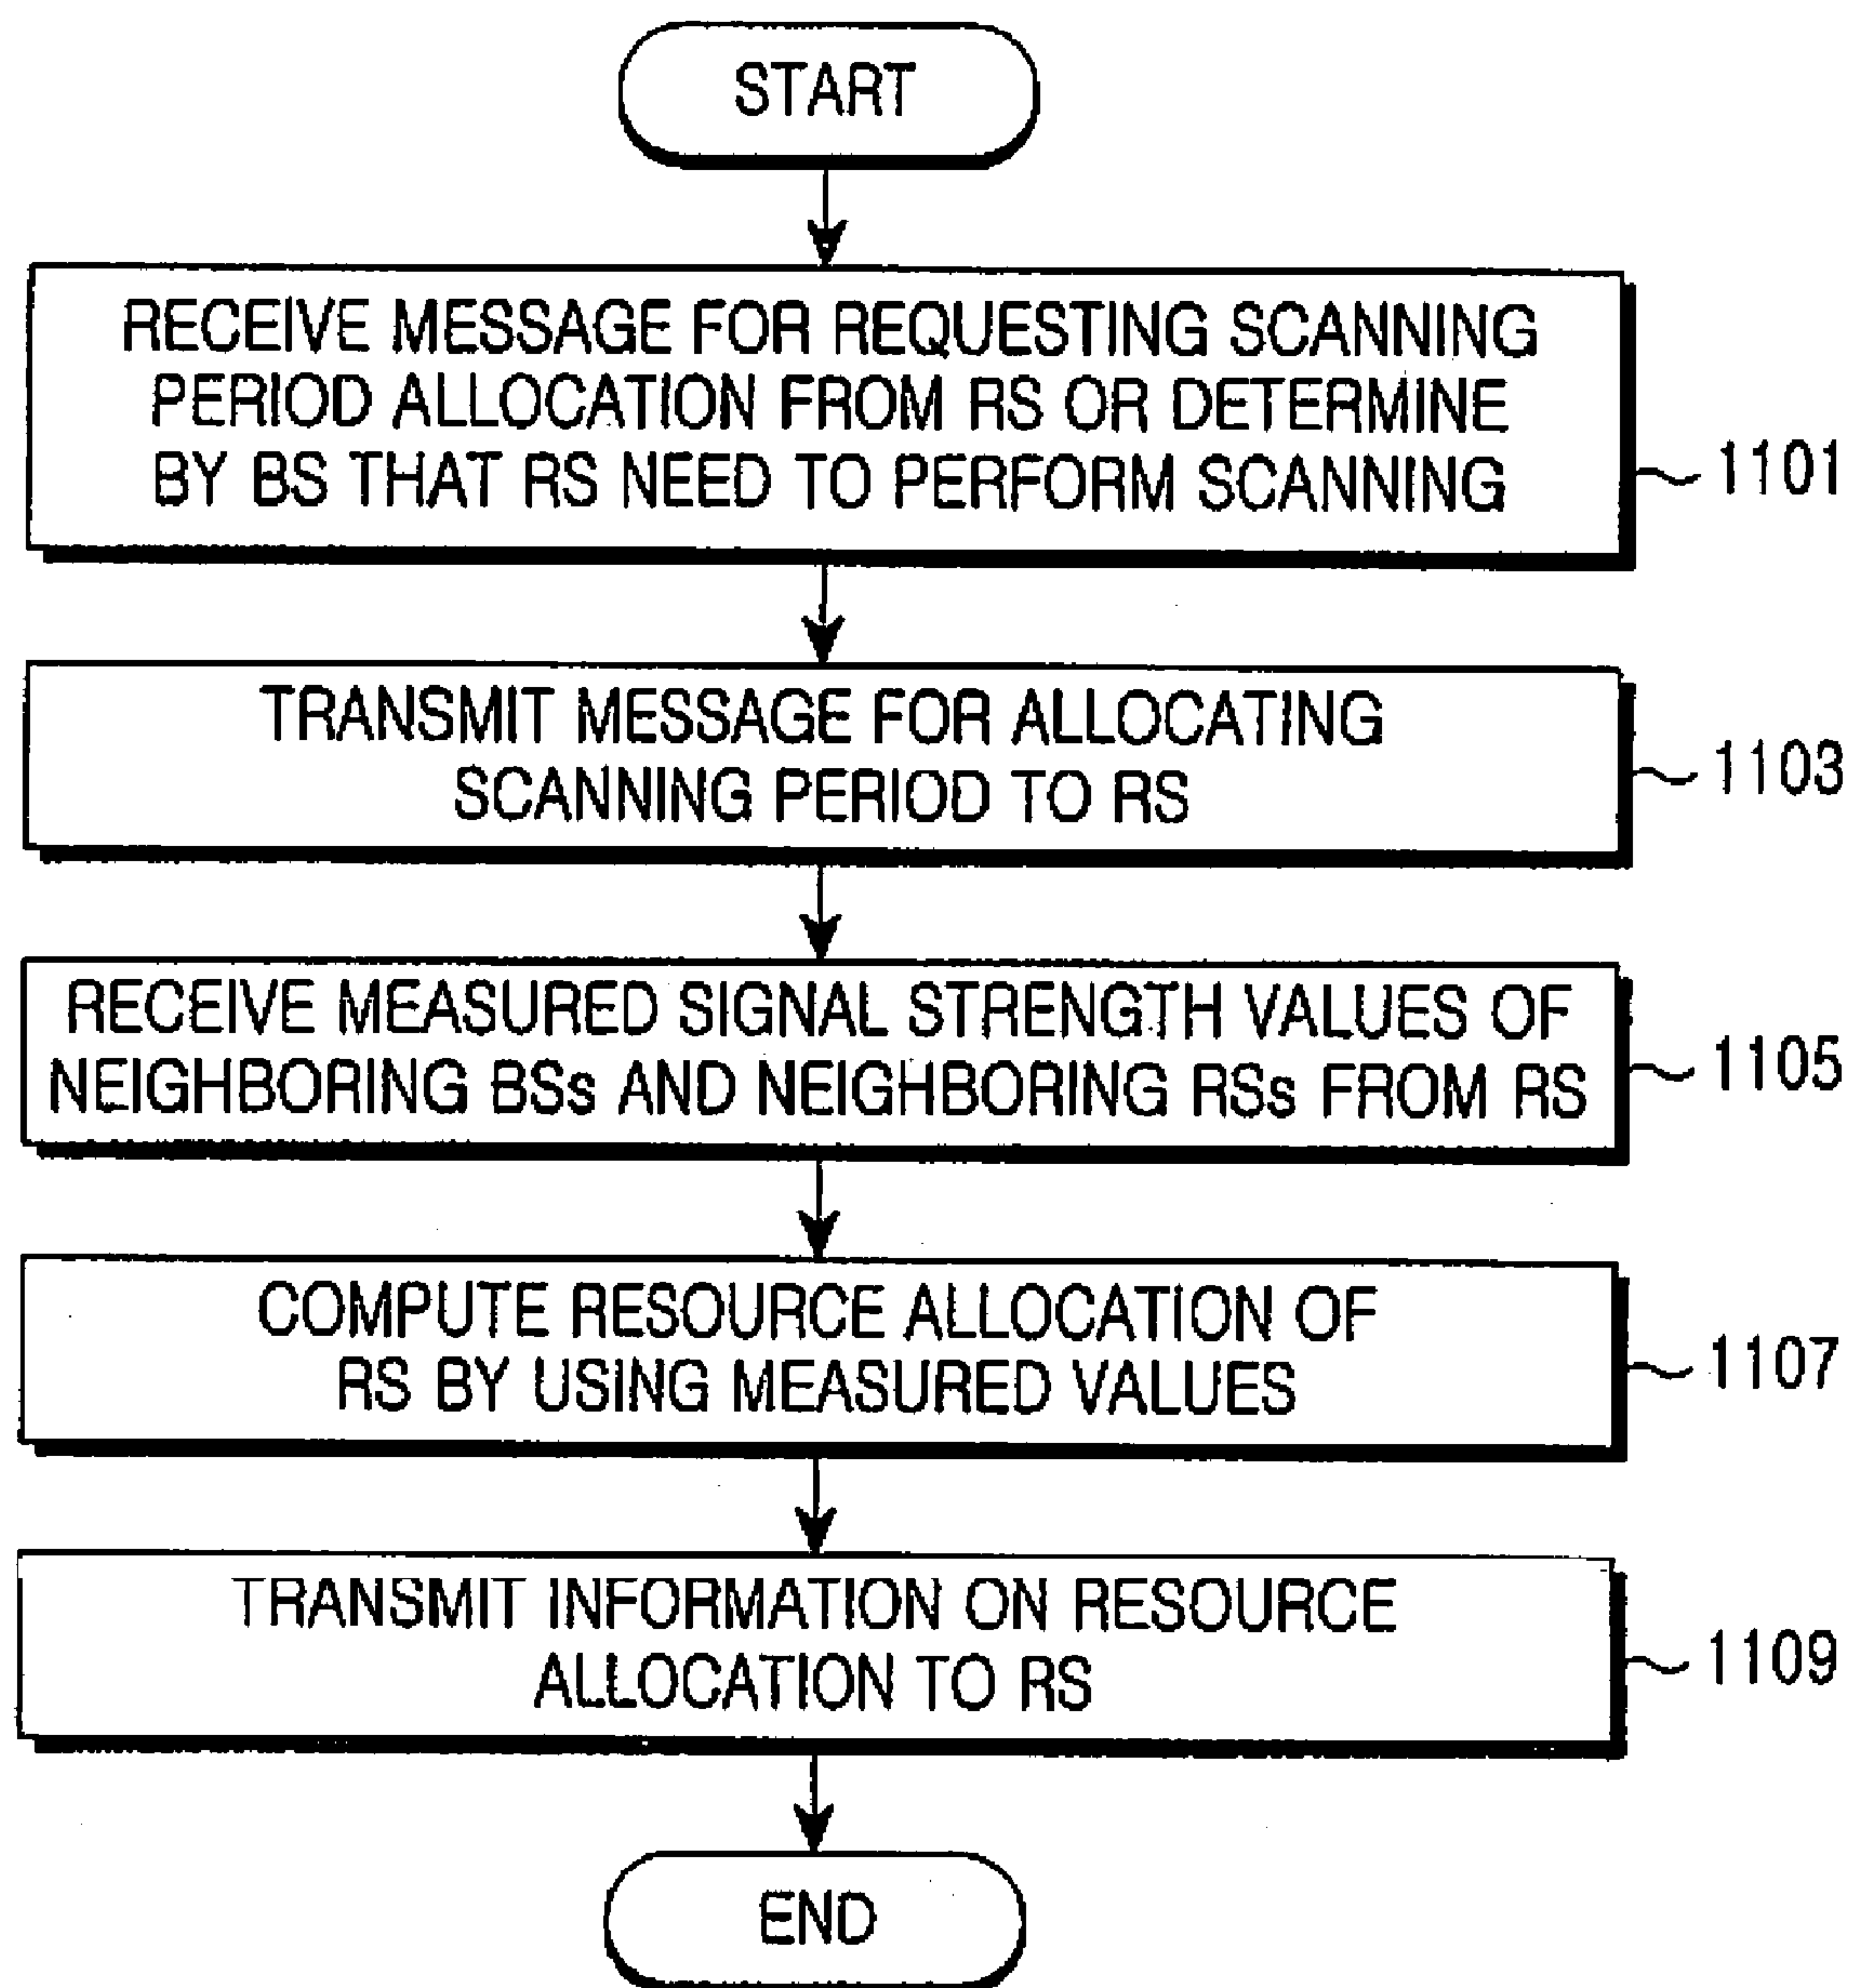 START
RECEIVE MESSAGE FOR REQUESTING SCANNING
PERIOD ALLOCATION FROM RS OR DETERMINE
BY BS THAT RS NEED TO PERFORM SCANNING
1101
TRANSMIT MESSAGE FOR ALLOCATING
SCANNING PERIOD TO RS
1103
RECEIVE MEASURED SIGNAL STRENGTH VALUES OF
NEIGHBORING BSs AND NEIGHBORING RSs FROM RS
1105
COMPUTE RESOURCE ALLOCATION OF
RS BY USING MEASURED VALUES
1107
TRANSMIT INFORMATION ON RESOURCE
ALLOCATION TO RS
1109
END